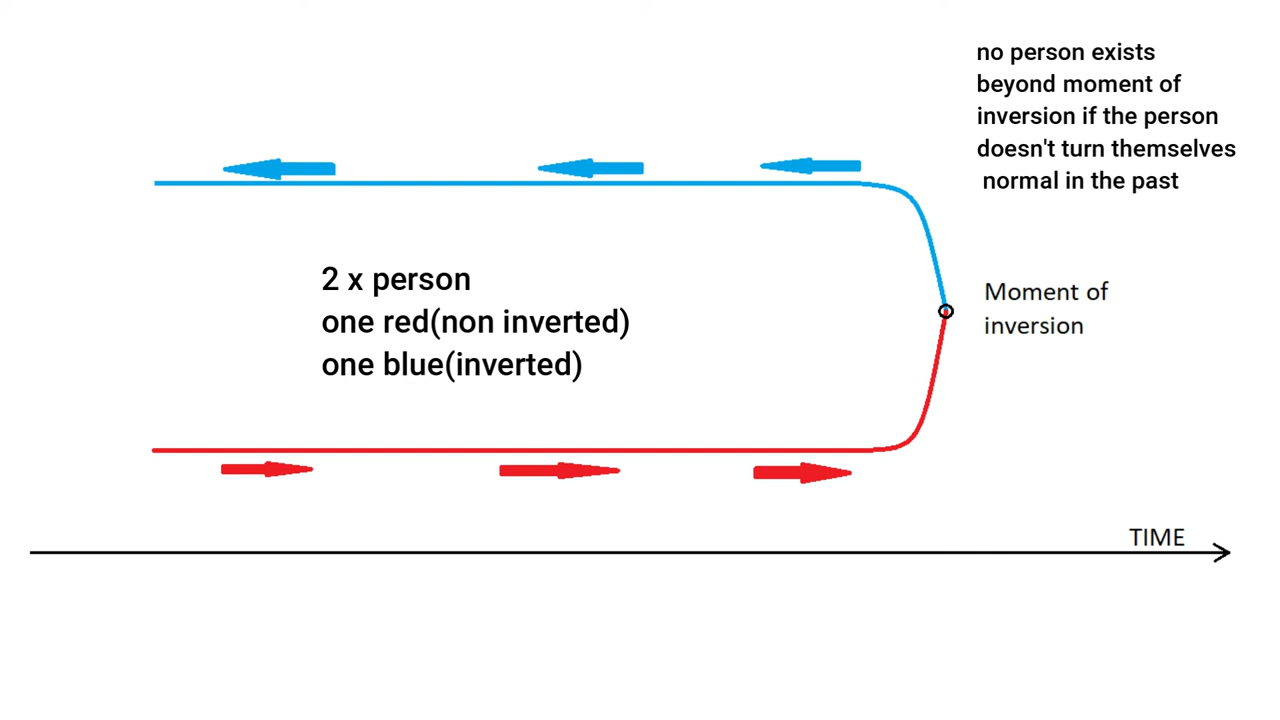 no person exists
beyond moment of
inversion if the person
doesn't turn themselves
normal in the past
2 x person
one red(non inverted)
one blue(inverted)
Moment of
inversion
TIME